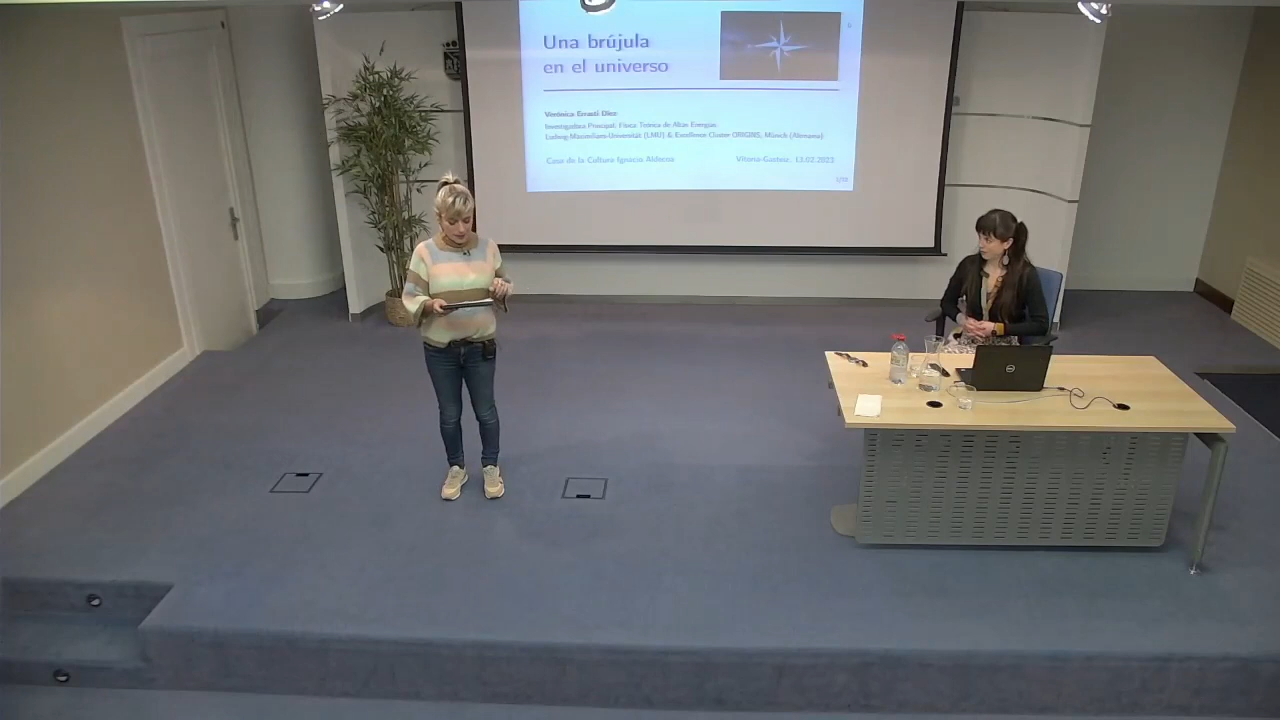 Una brújula
en el universo
Verónica Errasti Díez
Investigadora Principal, Física Teórica de Altas Energías
Ludwig-Maximilians-Universität (LMU) & Excellence Cluster ORIGINS, Múnich (Alemania)
Casa de la Cultura Ignacio Aldecoa
Vitoria-Gasteiz, 13.02.2023
DELL